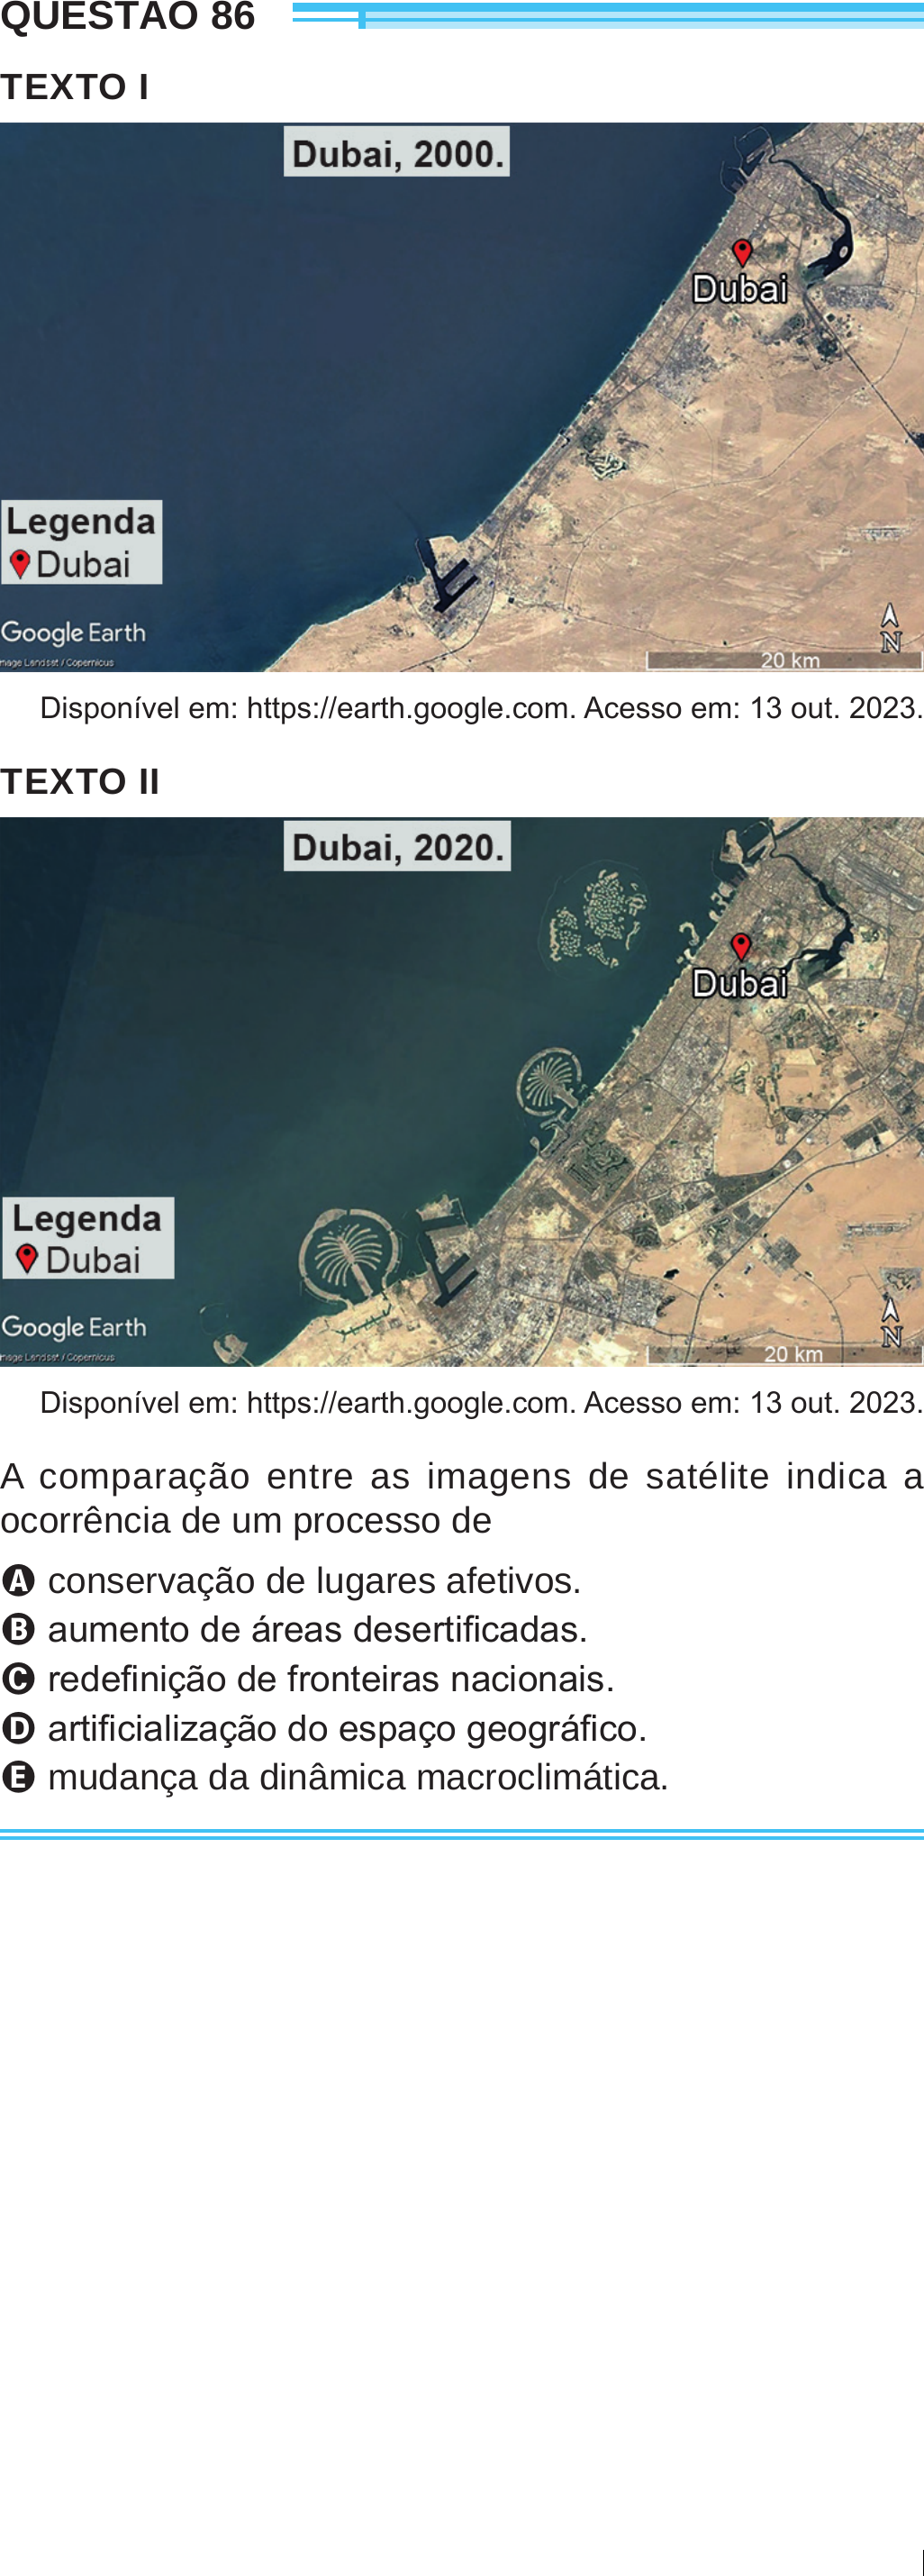 QUESTÃO 86
TEXTO I
Dubai, 2000.
Dubai
Legenda
Dubai
Google Earth
mage Landsat / Copernicus
N
20 km
Disponível em: https://earth.google.com. Acesso em: 13 out. 2023.
TEXTO II
Dubai, 2020.
Dubai
Legenda
Dubai
Google Earth
mage Landsat / Copernicus
N
20 km
Disponível em: https://earth.google.com. Acesso em: 13 out. 2023.
A comparação entre as imagens de satélite indica a
ocorrência de um processo de
A conservação de lugares afetivos.
B aumento de áreas desertificadas.
C redefinição de fronteiras nacionais.
D artificialização do espaço geográfico.
E mudança da dinâmica macroclimática.